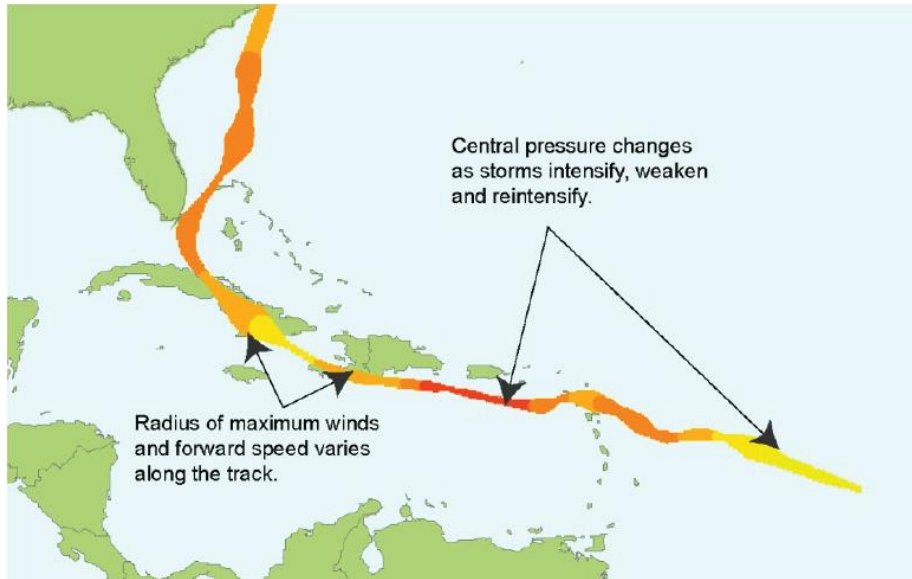 Central pressure changes
as storms intensify, weaken
and reintensify.
Radius of maximum winds
and forward speed varies
along the track.